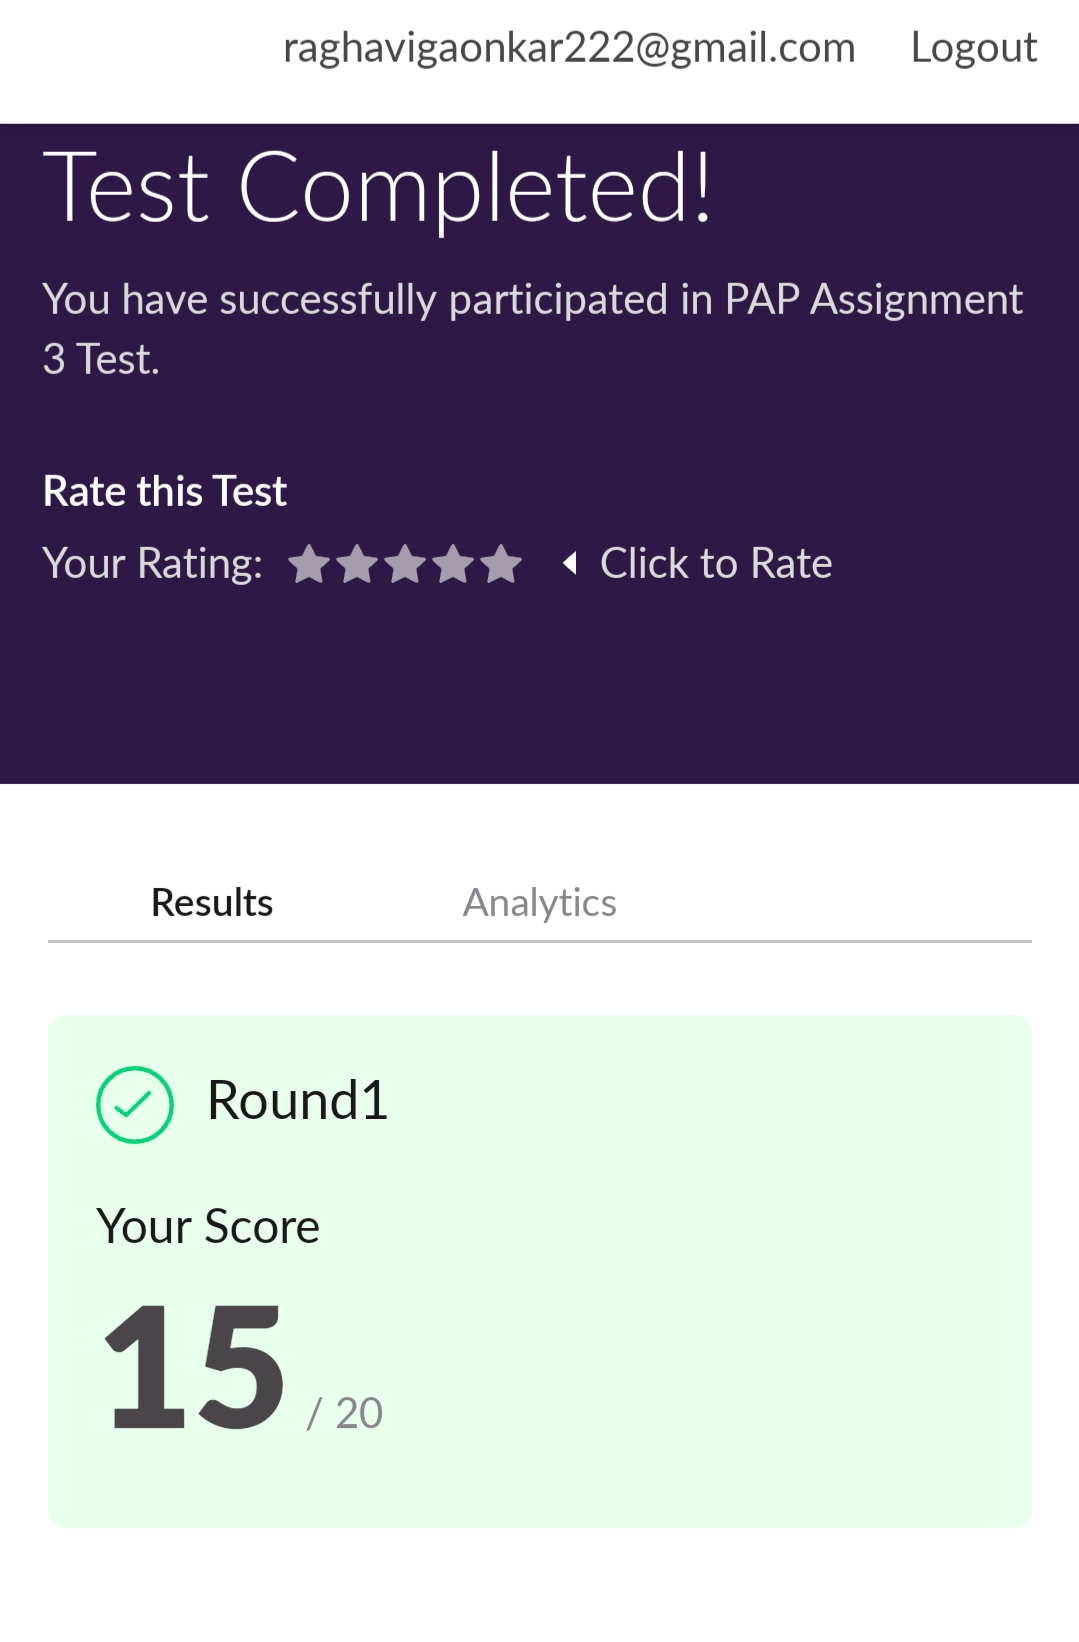 raghavigaonkar222@gmail.com Logout
Test Completed!
You have successfully participated in PAP Assignment
3 Test.
Rate this Test
Your Rating: Click to Rate
Results Analytics
Round1
Your Score
15 / 20